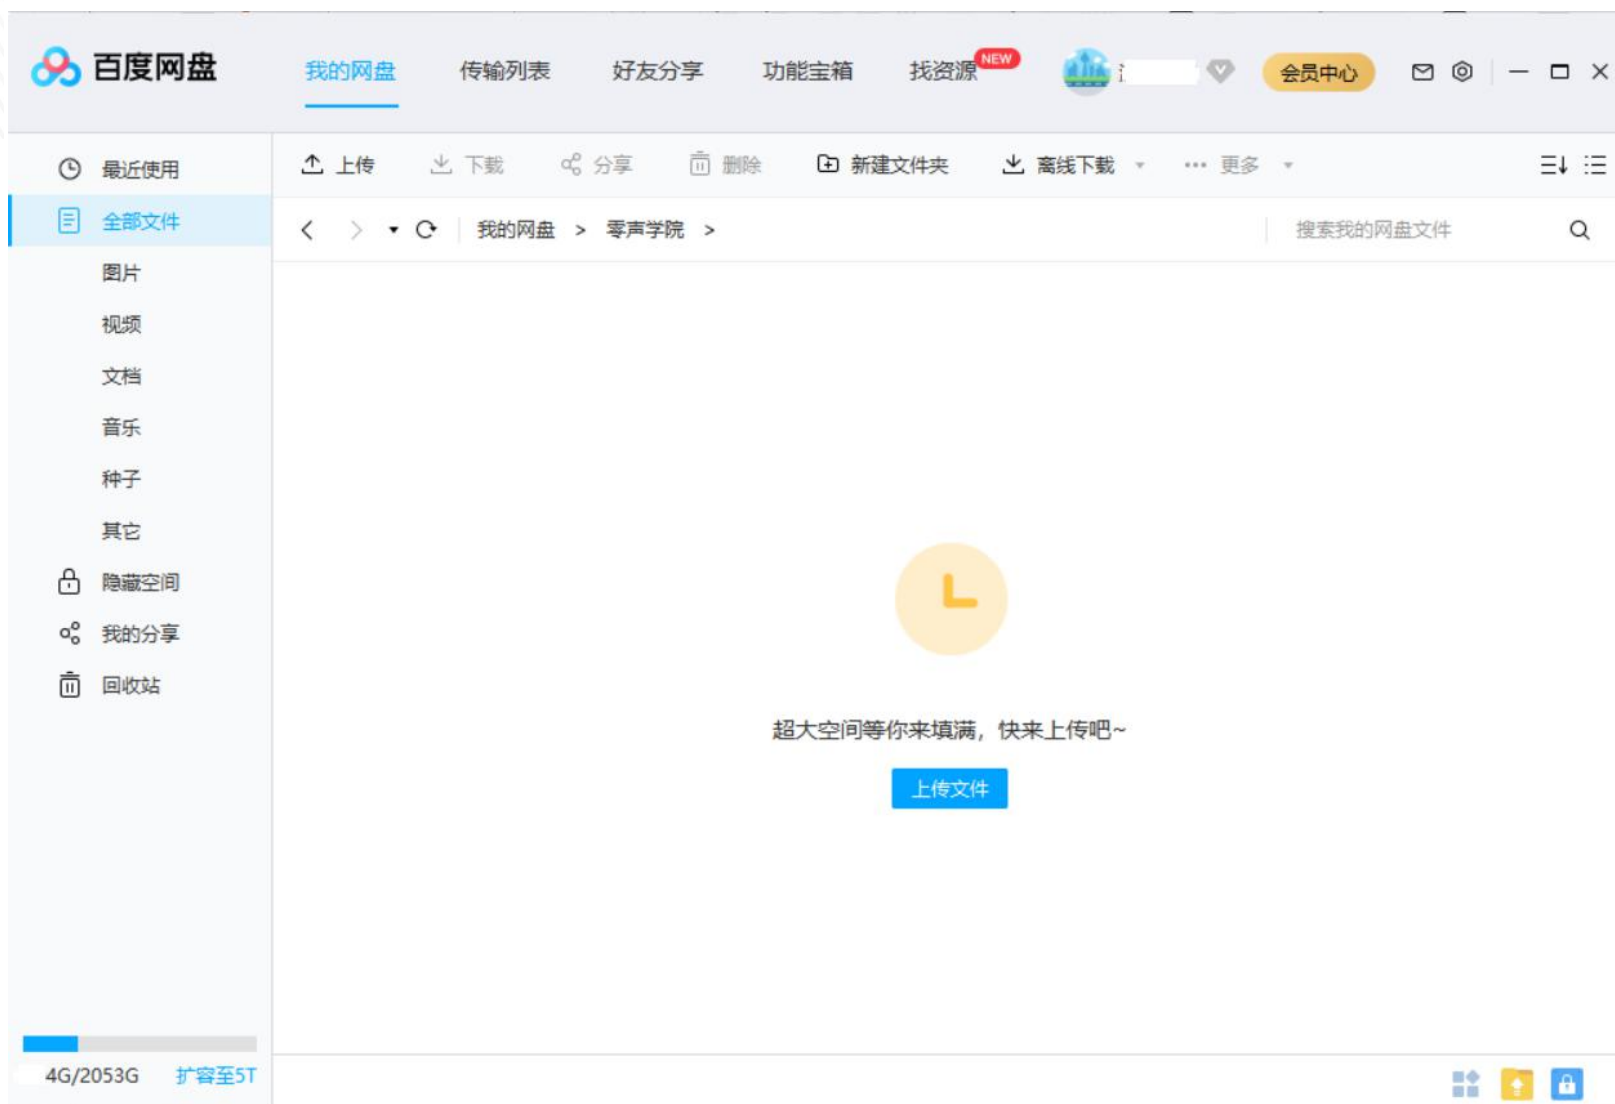 百度网盘
我的网盘 传输列表 好友分享 功能宝箱 找资源 NEW 会员中心
最近使用
全部文件
图片
视频
文档
音乐
种子
其它
隐藏空间
我的分享
回收站
4G/2053G 扩容至5T
上传 下载 分享 删除 新建文件夹 离线下载 ··· 更多
我的网盘 > 零声学院 >
搜索我的网盘文件
超大空间等你来填满，快来上传吧~
上传文件